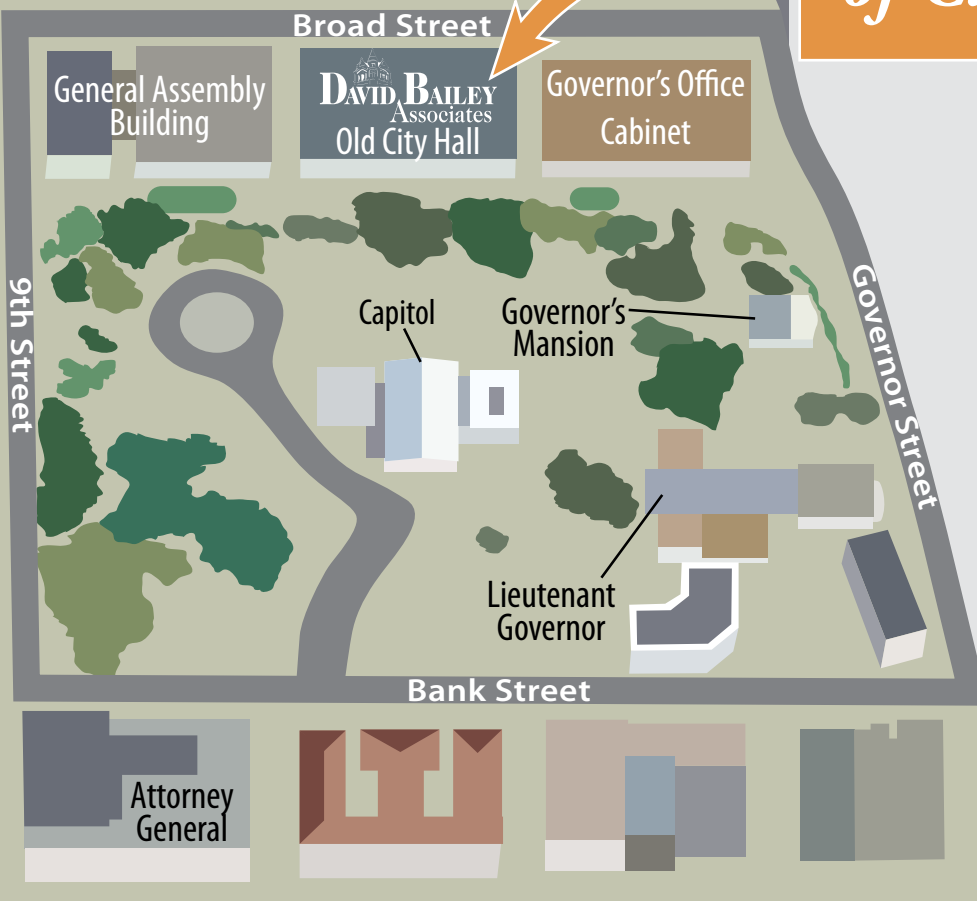 Broad Street
General Assembly
Building
DAVID BAILEY
Associates
Old City Hall
Governor's Office
Cabinet
9th Street
Capitol
Governor's
Mansion
Governor Street
Lieutenant
Governor
Bank Street
Attorney
General
of